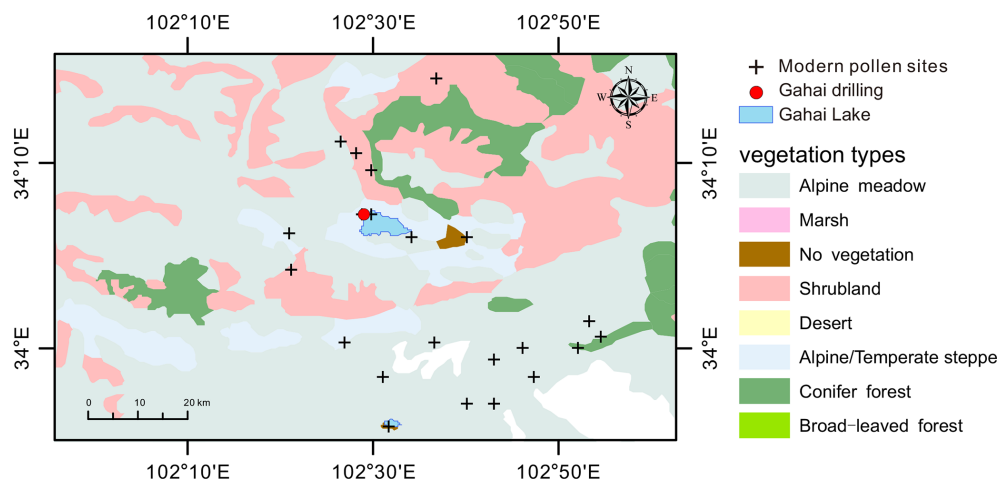 102°10'E 102°30'E 102°50'E
N
W E
S
34°10'E 34°10'E
34°E 34°E
0 10 20 km
102°10'E 102°30'E 102°50'E
Modern pollen sites
Gahai drilling
Gahai Lake
vegetation types
Alpine meadow
Marsh
No vegetation
Shrubland
Desert
Alpine/Temperate steppe
Conifer forest
Broad-leaved forest